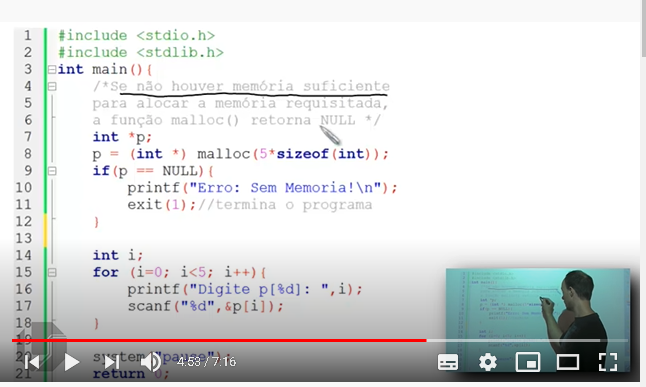 1 #include <stdio.h>
2 #include <stdlib.h>
3 int main(){
4 /*Se não houver memória suficiente
5 para alocar a memória requisitada,
6 a função malloc() retorna NULL */
7 int *p;
8 p = (int *) malloc(5*sizeof(int));
9 if(p == NULL){
10 printf("Erro: Sem Memoria!\n");
11 exit(1);//termina o programa
12 }
13
14 int i;
15 for (i=0; i<5; i++){
16 printf("Digite p[%d]: ",i);
17 scanf("%d",&p[i]);
18 }
19
20 system("pause");
4:53 / 7:16
21 return 0;